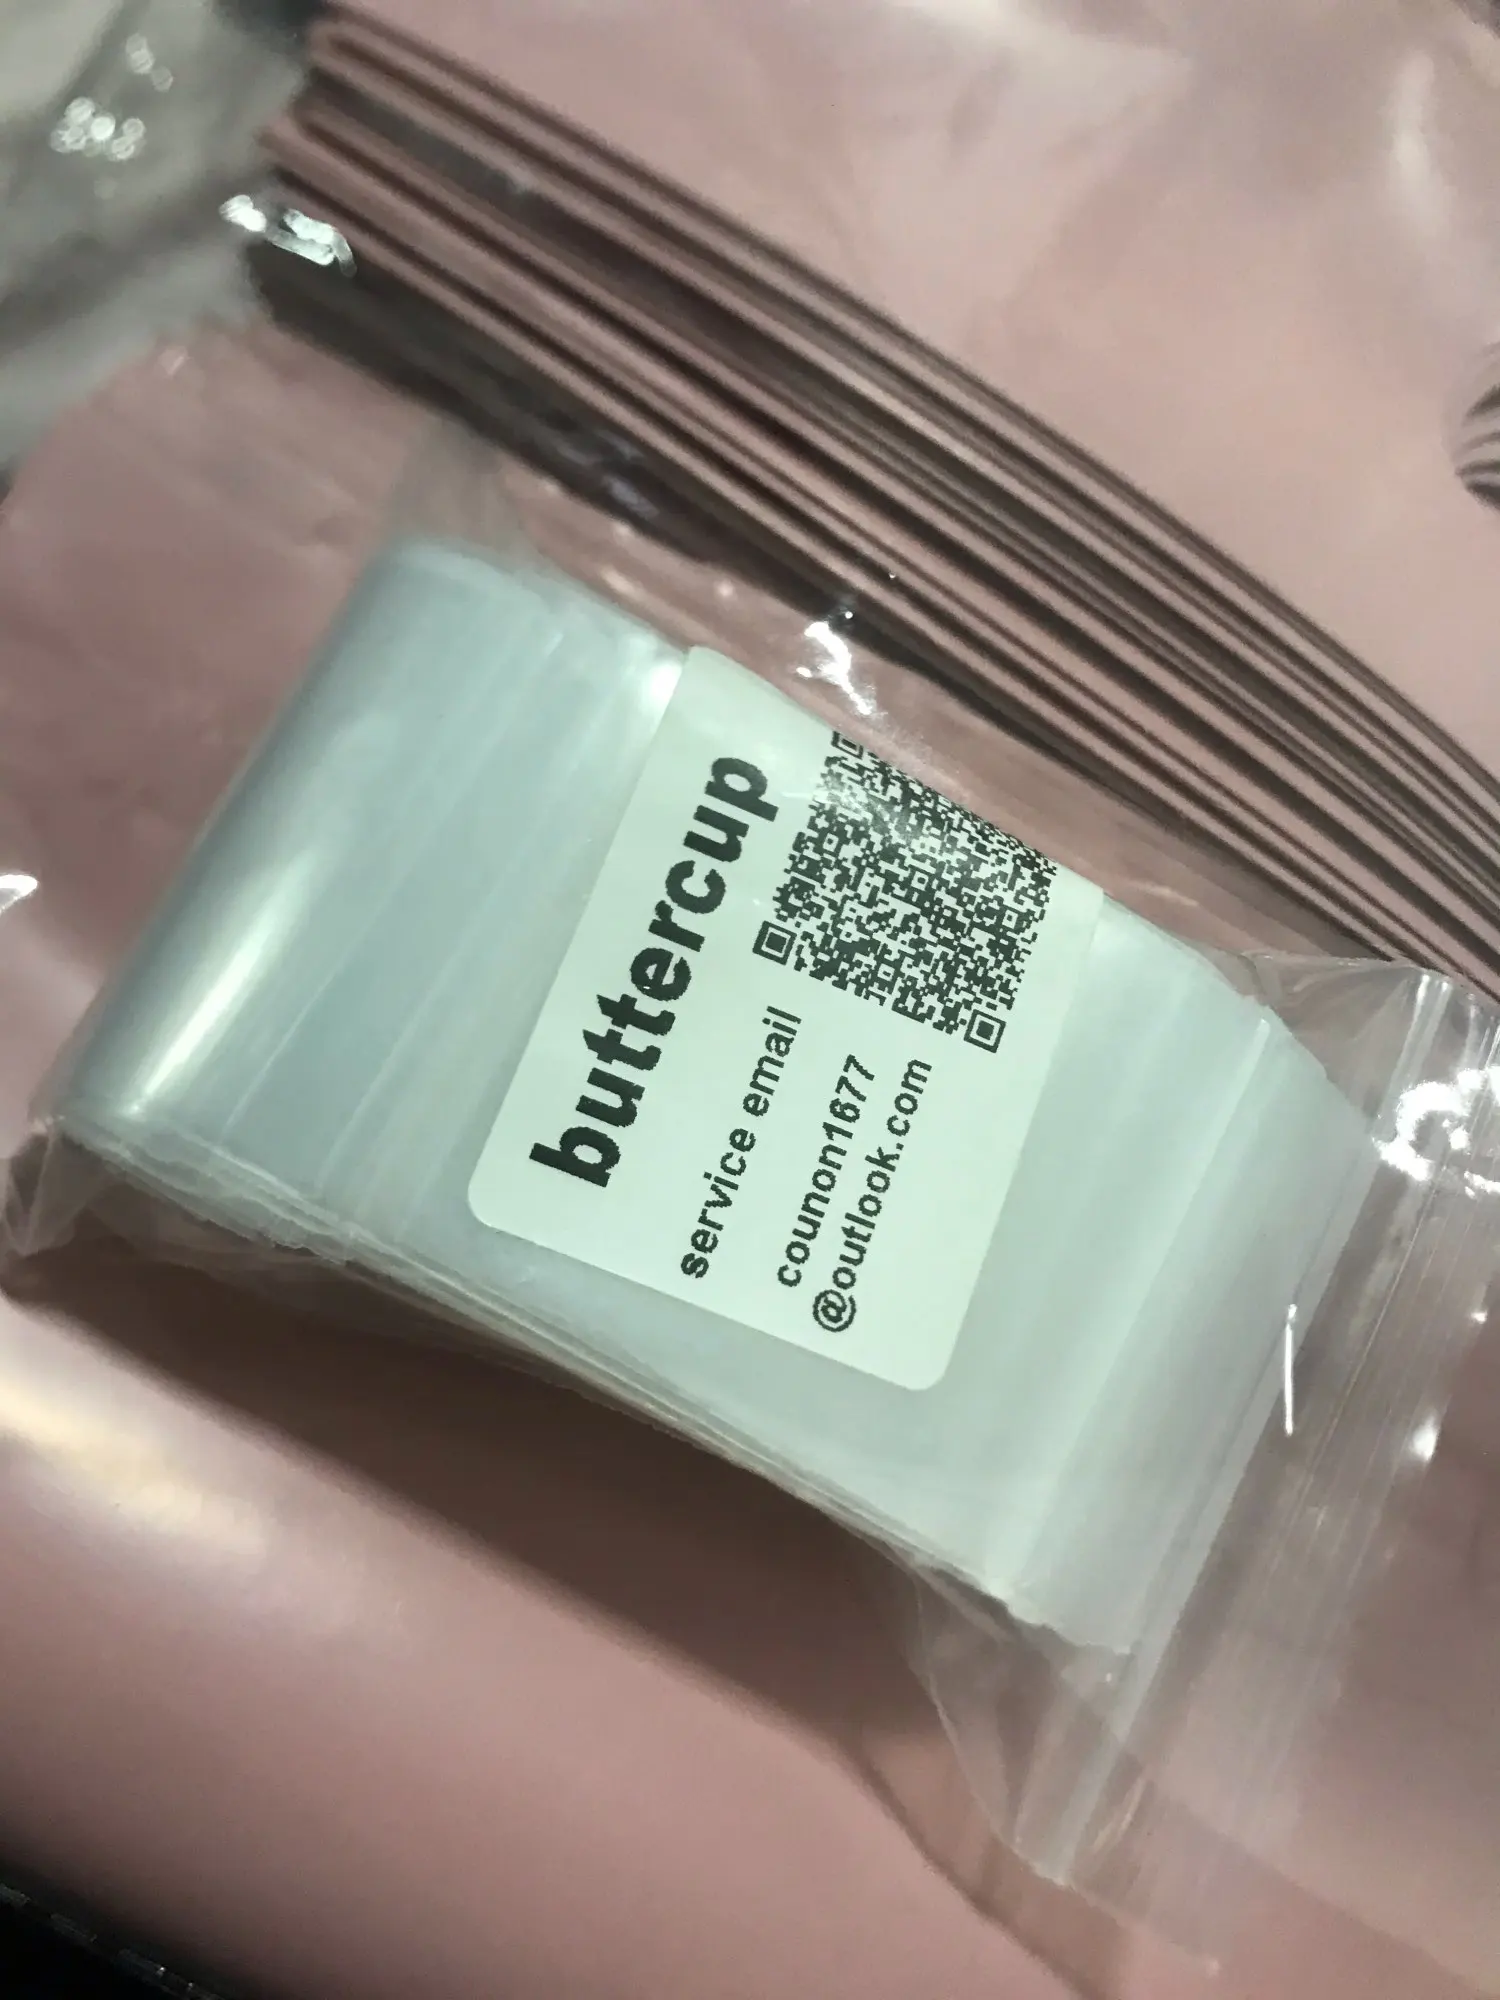 buttercup
service email
counon1677
@outlook.com